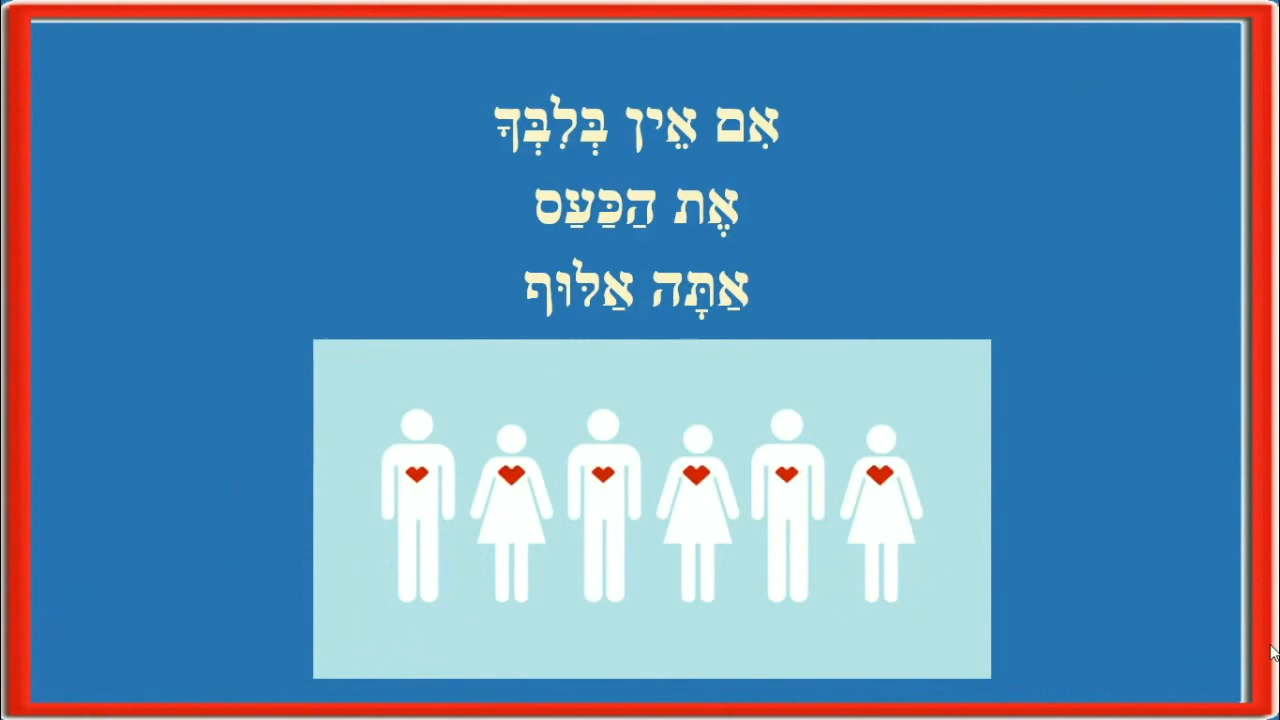 אִם אֵין בְּלִבְּךָ
אֶת הַכַּעַס
אַתָּה אַלּוּף